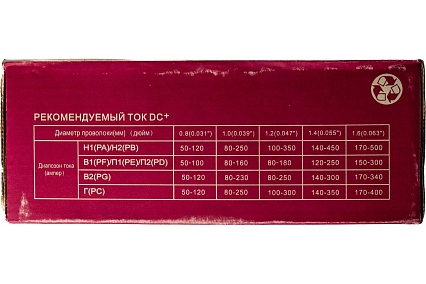 РЕКОМЕНДУЕМЫЙ ТОК DC+
Диаметр проволоки(мм) (дюйм) 0.8(0.031") 1.0(0.039") 1.2(0.047") 1.4(0.055") 1.6(0.063")
Диапазон тока (ампер)
Н1(PA)/Н2(PB) 50-120 80-250 100-350 140-450 170-500
В1(PF)/П1(PE)/П2(PD) 50-100 80-160 80-180 120-250 150-300
В2(PG) 50-120 80-230 80-250 140-300 170-340
Г(PC) 50-120 80-250 100-300 140-350 170-400